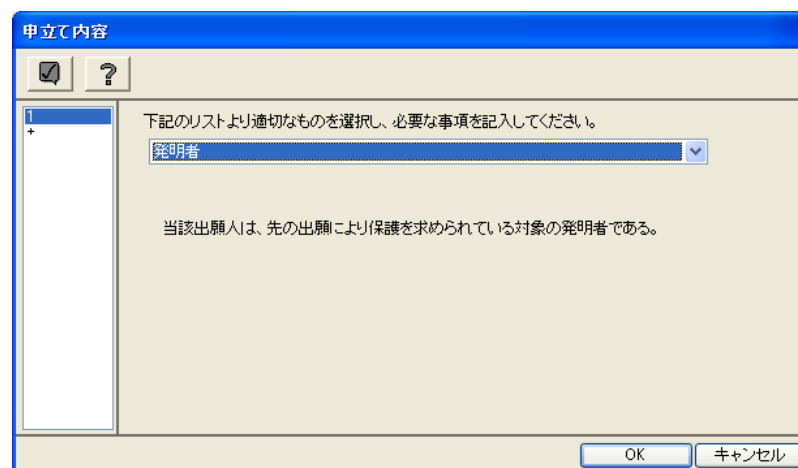 申立て内容
?
1
+
下記のリストより適切なものを選択し、必要な事項を記入してください。
発明者
当該出願人は、先の出願により保護を求められている対象の発明者である。
OK
キャンセル